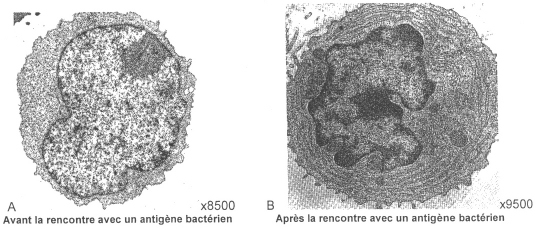 A x8500
Avant la rencontre avec un antigène bactérien
B x9500
Après la rencontre avec un antigène bactérien